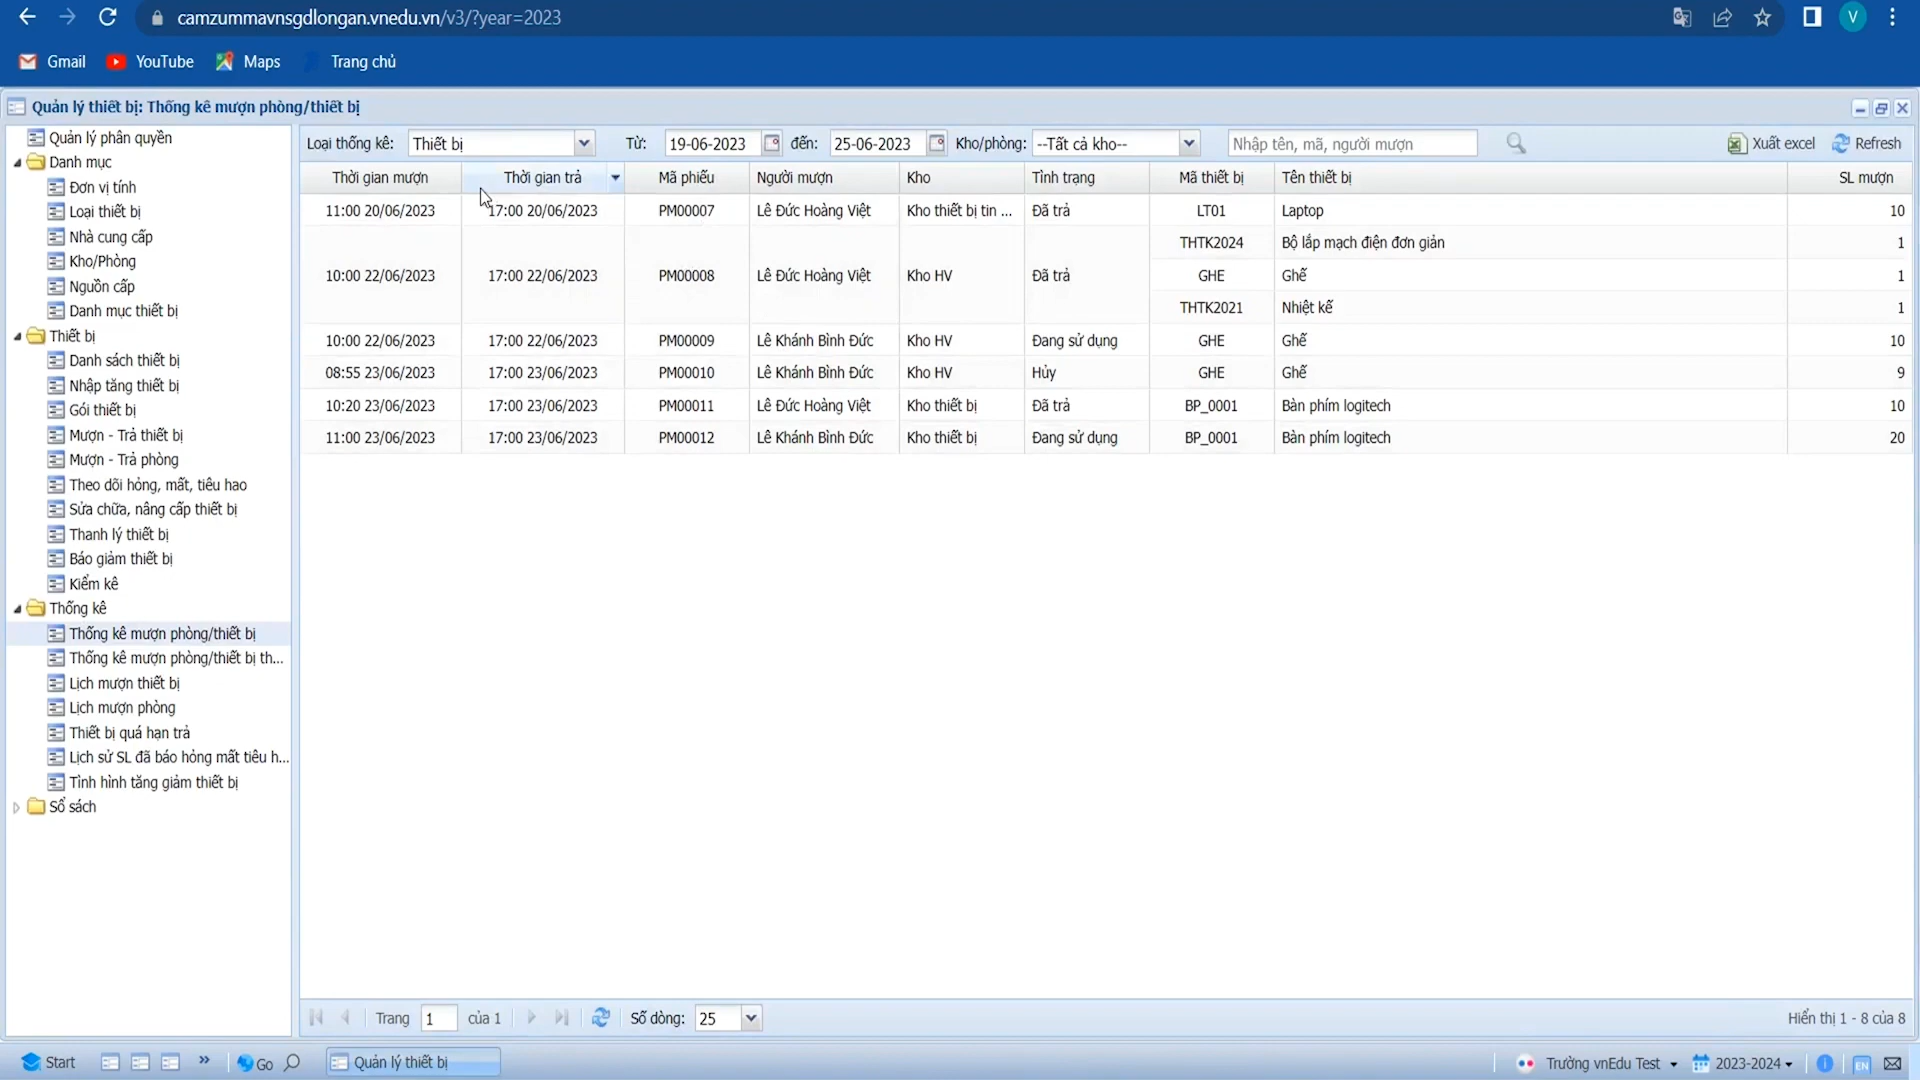 camzummavnsgdlongan.vnedu.vn/v3/?year=2023
V
Gmail YouTube Maps Trang chủ
Quản lý thiết bị: Thống kê mượn phòng/thiết bị
Quản lý phân quyền
Danh mục
Đơn vị tính
Loại thiết bị
Nhà cung cấp
Kho/Phòng
Nguồn cấp
Danh mục thiết bị
Thiết bị
Danh sách thiết bị
Nhập tăng thiết bị
Gói thiết bị
Mượn - Trả thiết bị
Mượn - Trả phòng
Theo dõi hỏng, mất, tiêu hao
Sửa chữa, nâng cấp thiết bị
Thanh lý thiết bị
Báo giảm thiết bị
Kiểm kê
Thống kê
Thống kê mượn phòng/thiết bị
Thống kê mượn phòng/thiết bị th...
Lịch mượn thiết bị
Lịch mượn phòng
Thiết bị quá hạn trả
Lịch sử SL đã báo hỏng mất tiêu h...
Tình hình tăng giảm thiết bị
Sổ sách
Loại thống kê: Thiết bị Từ: 19-06-2023 đến: 25-06-2023 Kho/phòng: --Tất cả kho-- Nhập tên, mã, người mượn Xuất excel Refresh
Thời gian mượn Thời gian trả Mã phiếu Người mượn Kho Tình trạng Mã thiết bị Tên thiết bị SL mượn
11:00 20/06/2023 17:00 20/06/2023 PM00007 Lê Đức Hoàng Việt Kho thiết bị tin ... Đã trả LT01 Laptop 10
THTK2024 Bộ lắp mạch điện đơn giản 1
10:00 22/06/2023 17:00 22/06/2023 PM00008 Lê Đức Hoàng Việt Kho HV Đã trả GHE Ghế 1
THTK2021 Nhiệt kế 1
10:00 22/06/2023 17:00 22/06/2023 PM00009 Lê Khánh Bình Đức Kho HV Đang sử dụng GHE Ghế 10
08:55 23/06/2023 17:00 23/06/2023 PM00010 Lê Khánh Bình Đức Kho HV Hủy GHE Ghế 9
10:20 23/06/2023 17:00 23/06/2023 PM00011 Lê Đức Hoàng Việt Kho thiết bị Đã trả BP_0001 Bàn phím logitech 10
11:00 23/06/2023 17:00 23/06/2023 PM00012 Lê Khánh Bình Đức Kho thiết bị Đang sử dụng BP_0001 Bàn phím logitech 20
Trang 1 của 1 Số dòng: 25 Hiển thị 1 - 8 của 8
Start » Go Quản lý thiết bị Trường vnEdu Test 2023-2024 EN